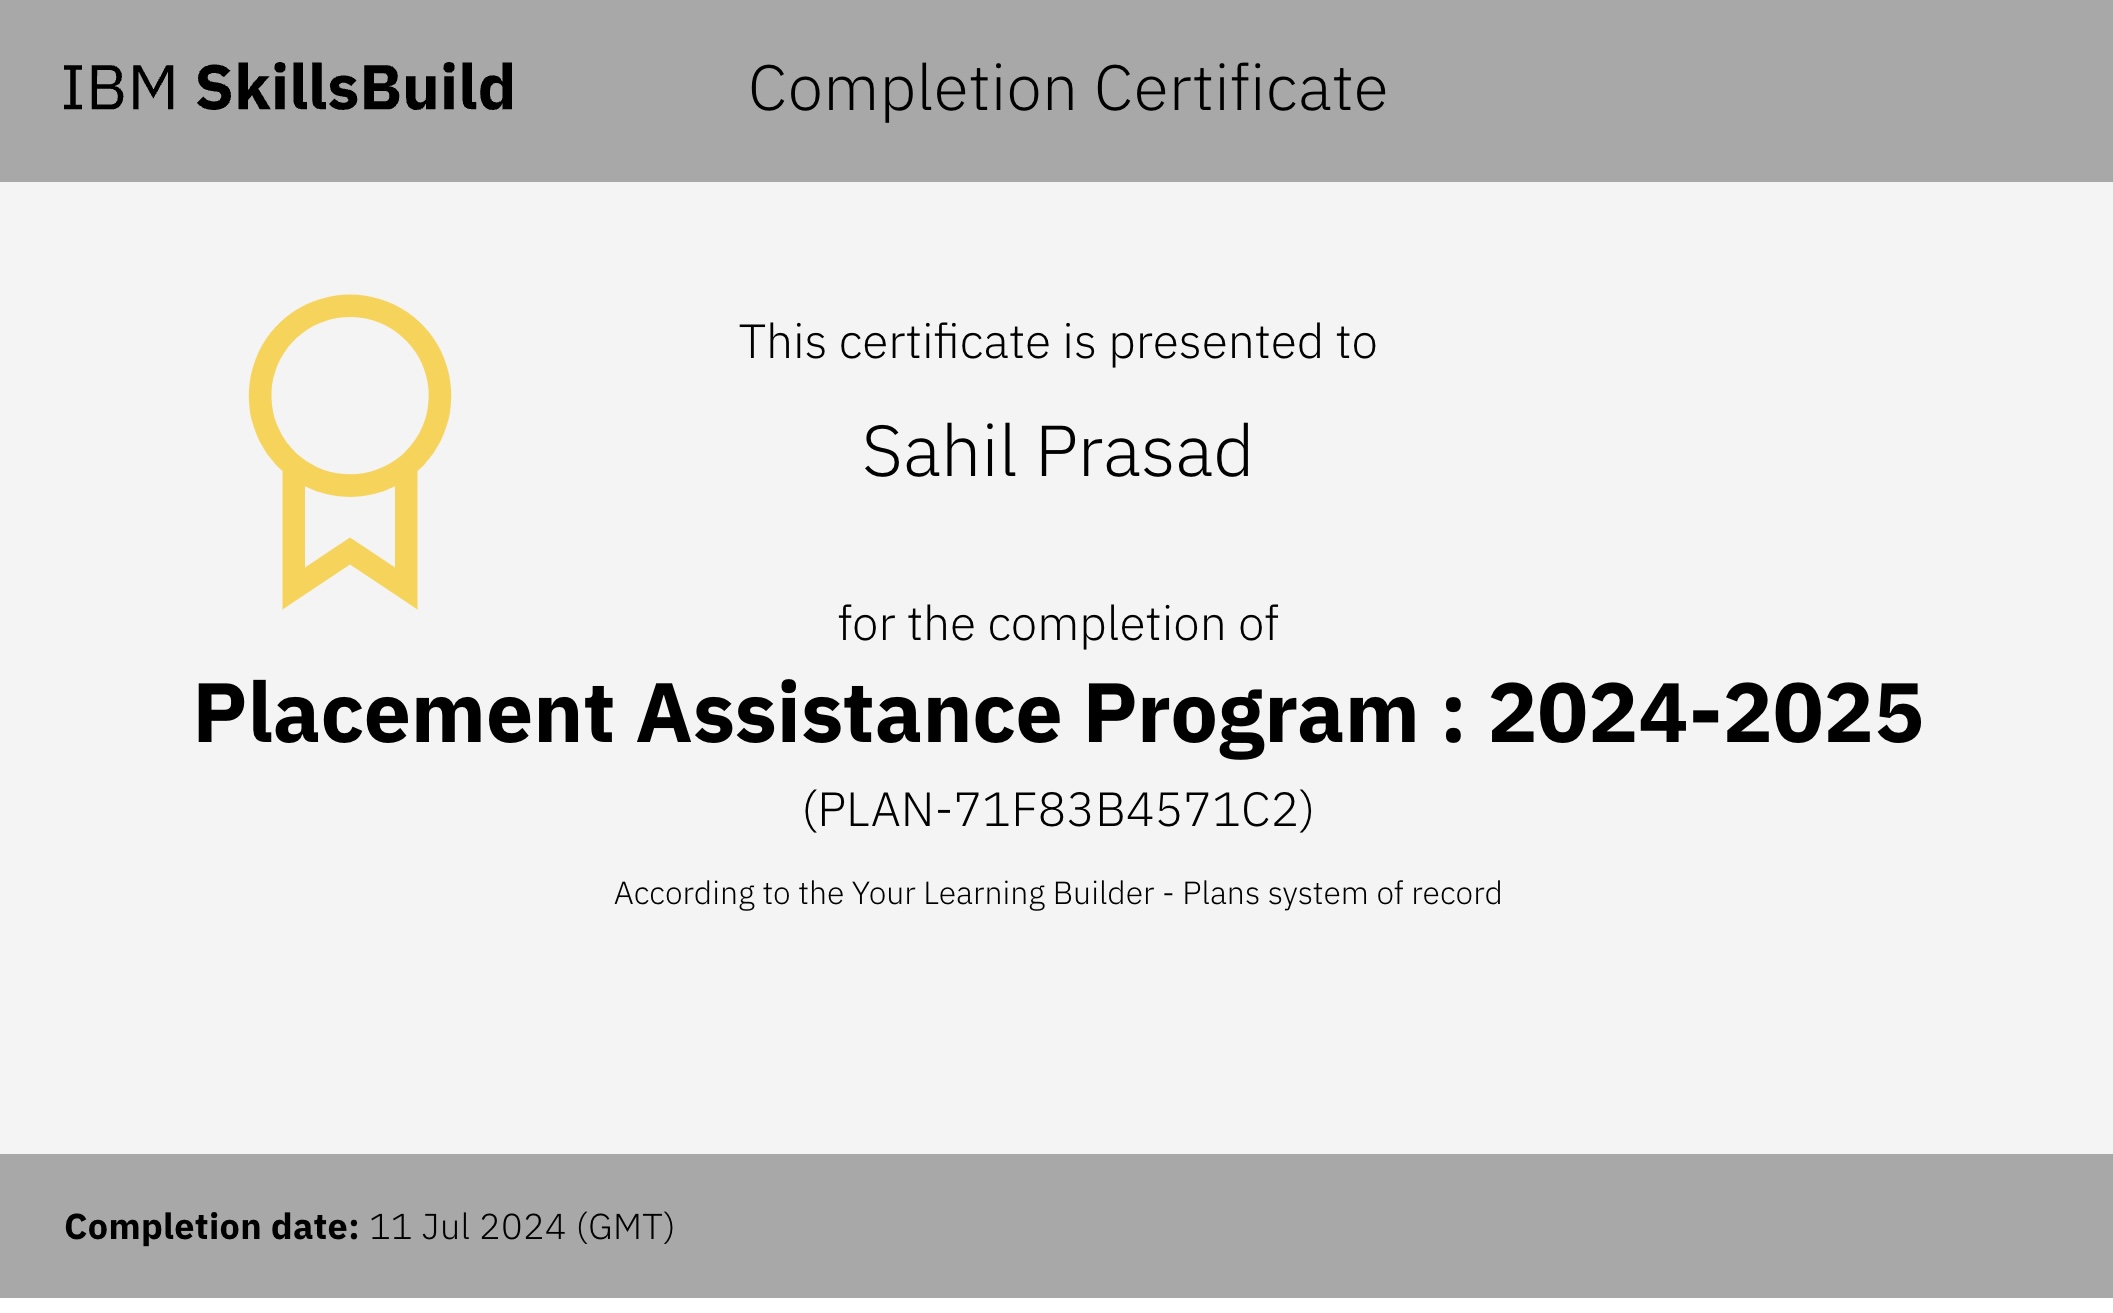 IBM SkillsBuild
Completion Certificate
This certificate is presented to
Sahil Prasad
for the completion of
Placement Assistance Program : 2024-2025
(PLAN-71F83B4571C2)
According to the Your Learning Builder - Plans system of record
Completion date: 11 Jul 2024 (GMT)